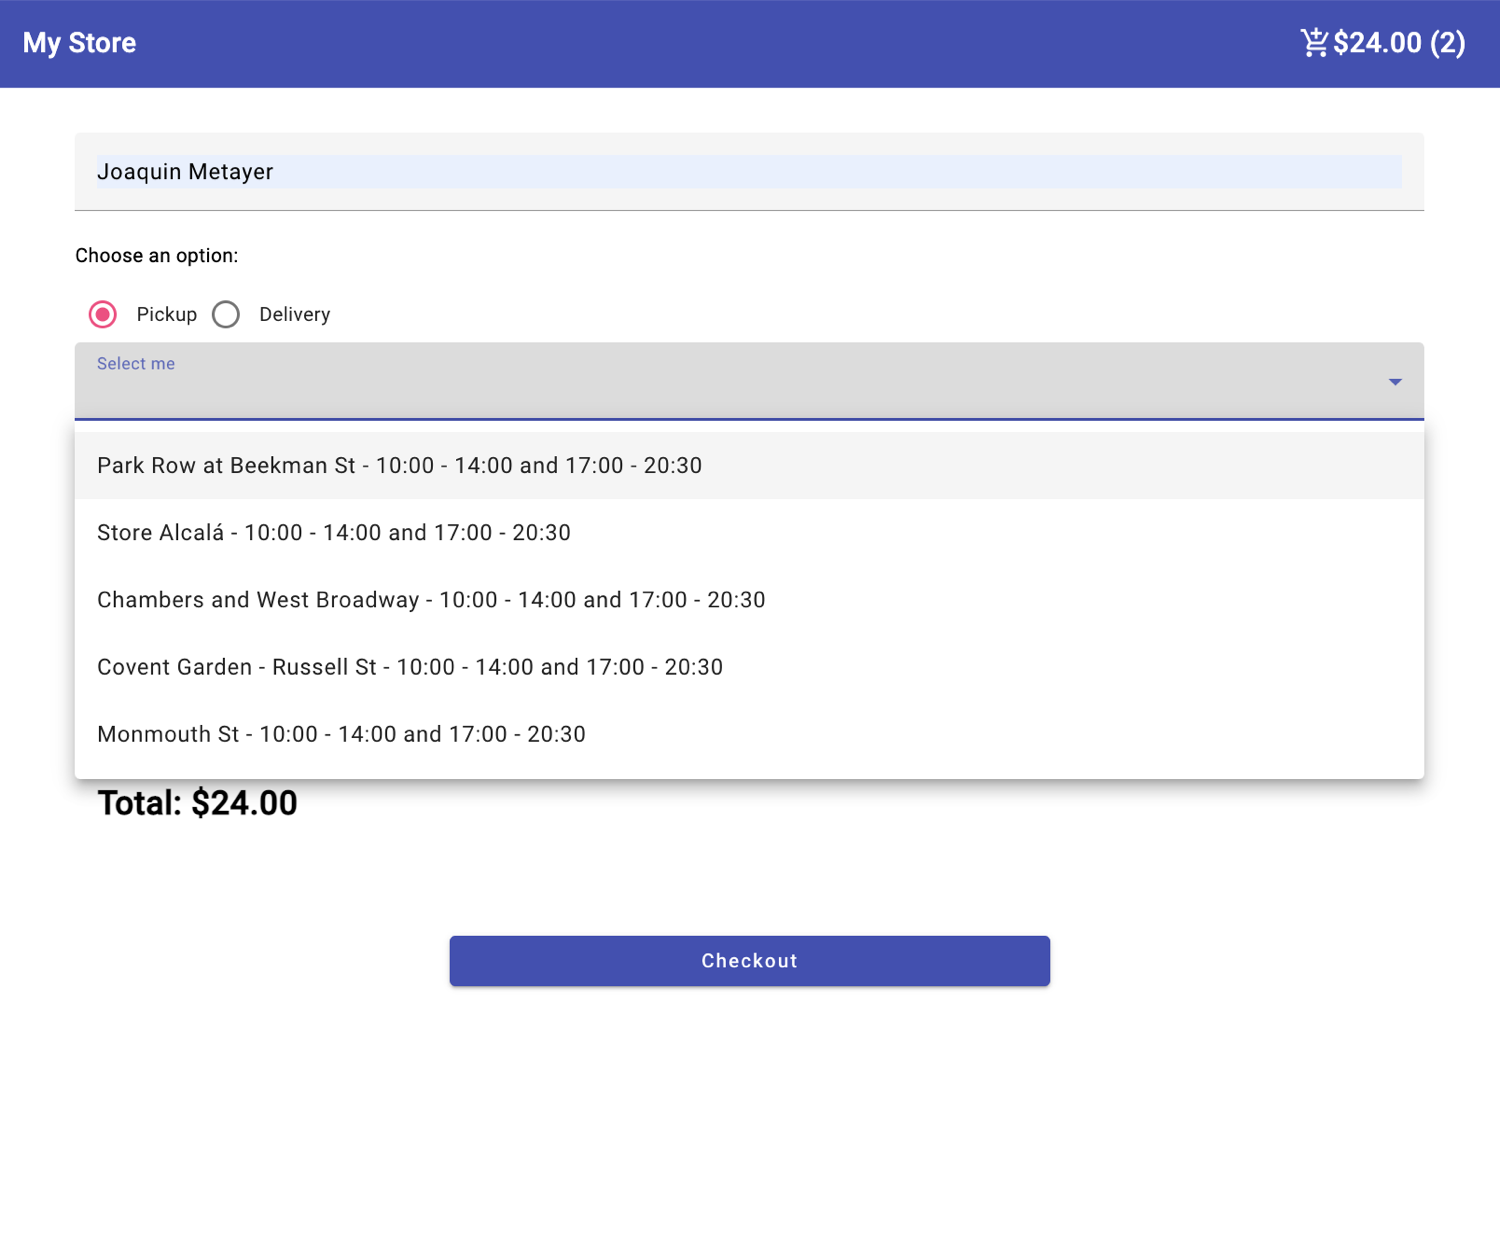 My Store
$24.00 (2)
Joaquin Metayer
Choose an option:
Pickup
Delivery
Select me
Park Row at Beekman St - 10:00 - 14:00 and 17:00 - 20:30
Store Alcalá - 10:00 - 14:00 and 17:00 - 20:30
Chambers and West Broadway - 10:00 - 14:00 and 17:00 - 20:30
Covent Garden - Russell St - 10:00 - 14:00 and 17:00 - 20:30
Monmouth St - 10:00 - 14:00 and 17:00 - 20:30
Total: $24.00
Checkout